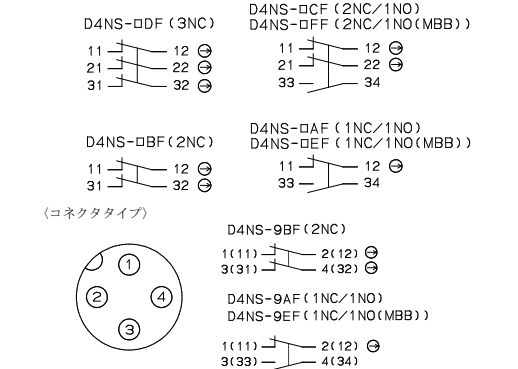 D4NS-□DF(3NC)
11 12
21 22
31 32
D4NS-□CF(2NC/1NO)
D4NS-□FF(2NC/1NO(MBB))
11 12
21 22
33 34
D4NS-□BF(2NC)
11 12
31 32
D4NS-□AF(1NC/1NO)
D4NS-□EF(1NC/1NO(MBB))
11 12
33 34
〈コネクタタイプ〉
1
2 4
3
D4NS-9BF(2NC)
1(11) 2(12)
3(31) 4(32)
D4NS-9AF(1NC/1NO)
D4NS-9EF(1NC/1NO(MBB))
1(11) 2(12)
3(33) 4(34)